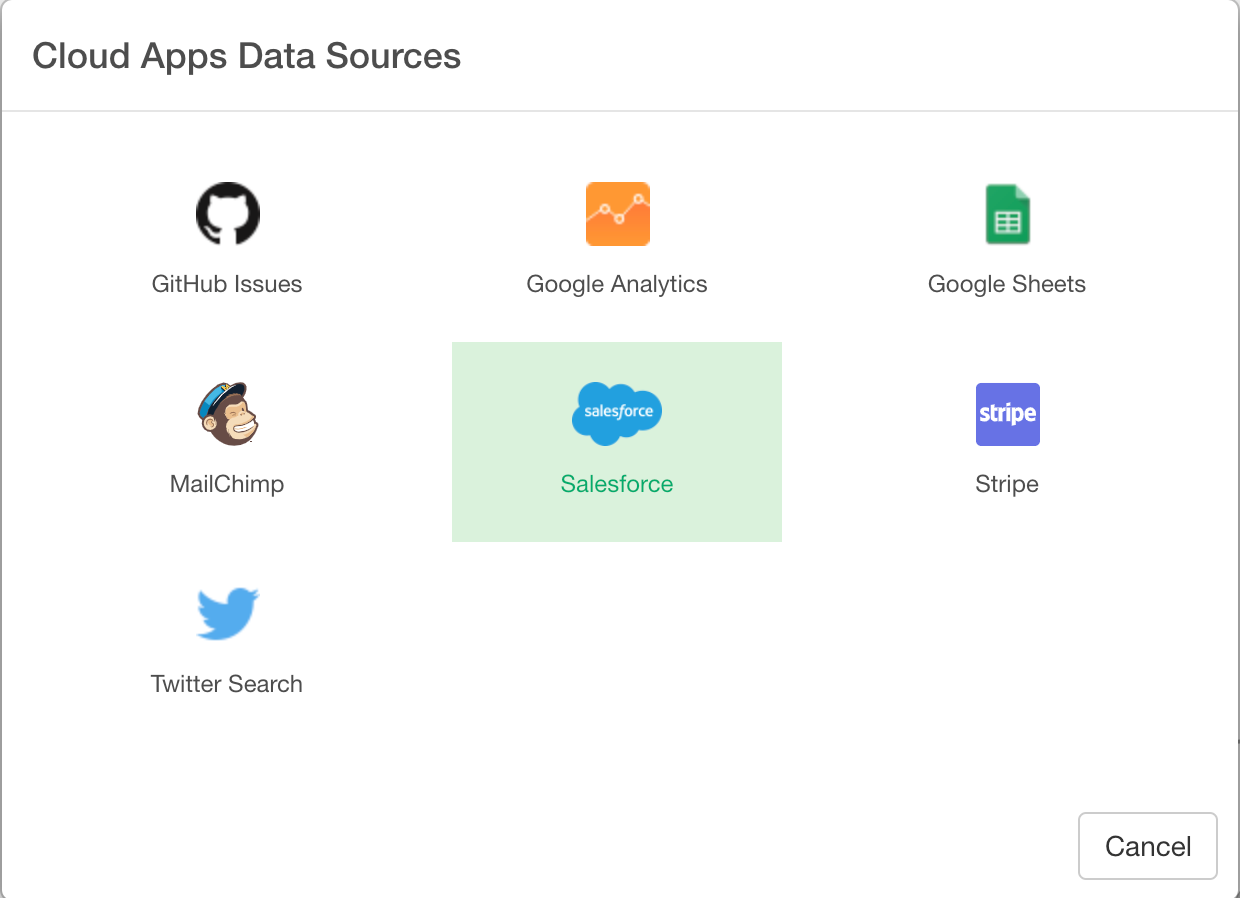 Cloud Apps Data Sources
GitHub Issues
Google Analytics
Google Sheets
salesforce
stripe
MailChimp
Salesforce
Stripe
Twitter Search
Cancel